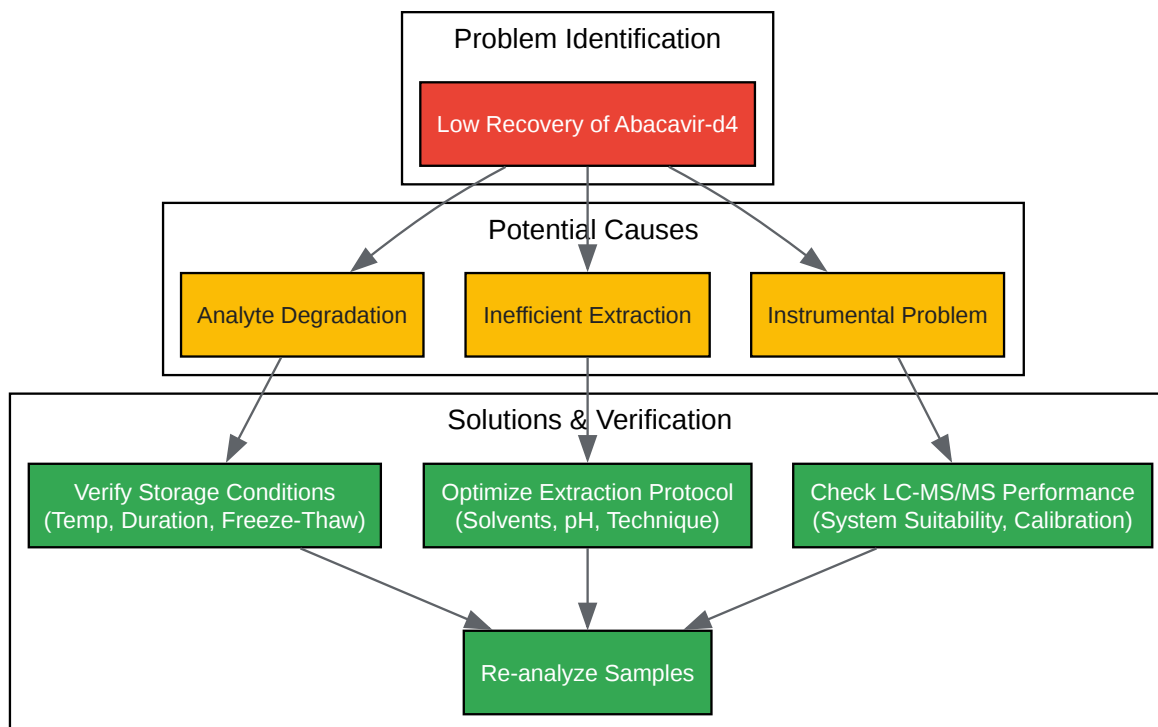 Problem Identification
Low Recovery of Abacavir-d4
Potential Causes
Analyte Degradation
Inefficient Extraction
Instrumental Problem
Solutions & Verification
Verify Storage Conditions
(Temp, Duration, Freeze-Thaw)
Optimize Extraction Protocol
(Solvents, pH, Technique)
Check LC-MS/MS Performance
(System Suitability, Calibration)
Re-analyze Samples